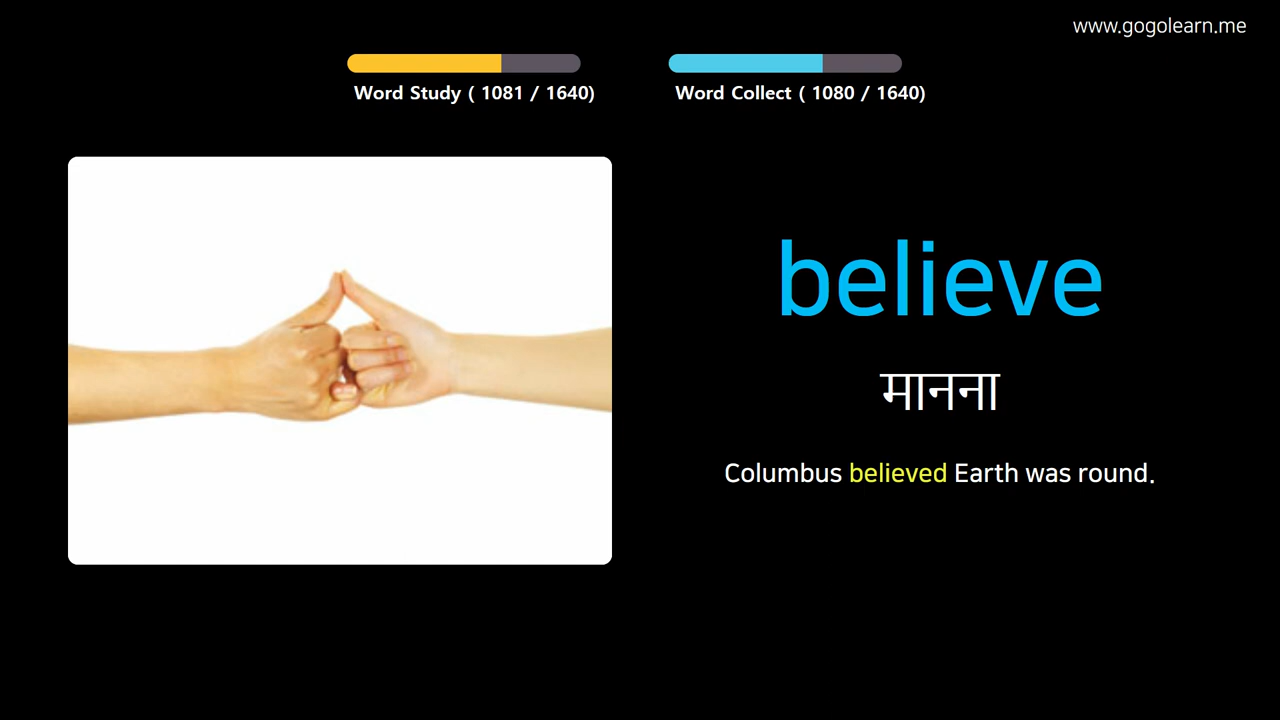 www.gogolearn.me
Word Study ( 1081 / 1640)
Word Collect ( 1080 / 1640)
believe
मानना
Columbus believed Earth was round.